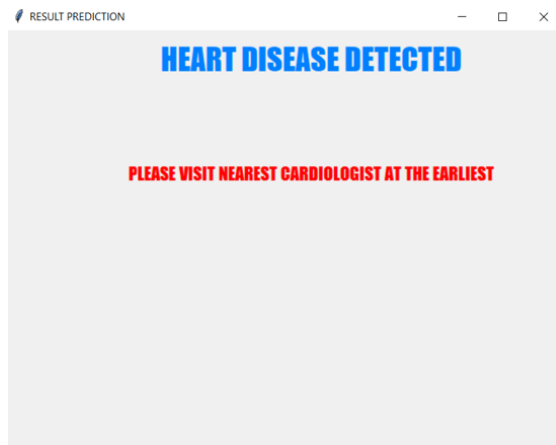 RESULT PREDICTION
HEART DISEASE DETECTED
PLEASE VISIT NEAREST CARDIOLOGIST AT THE EARLIEST